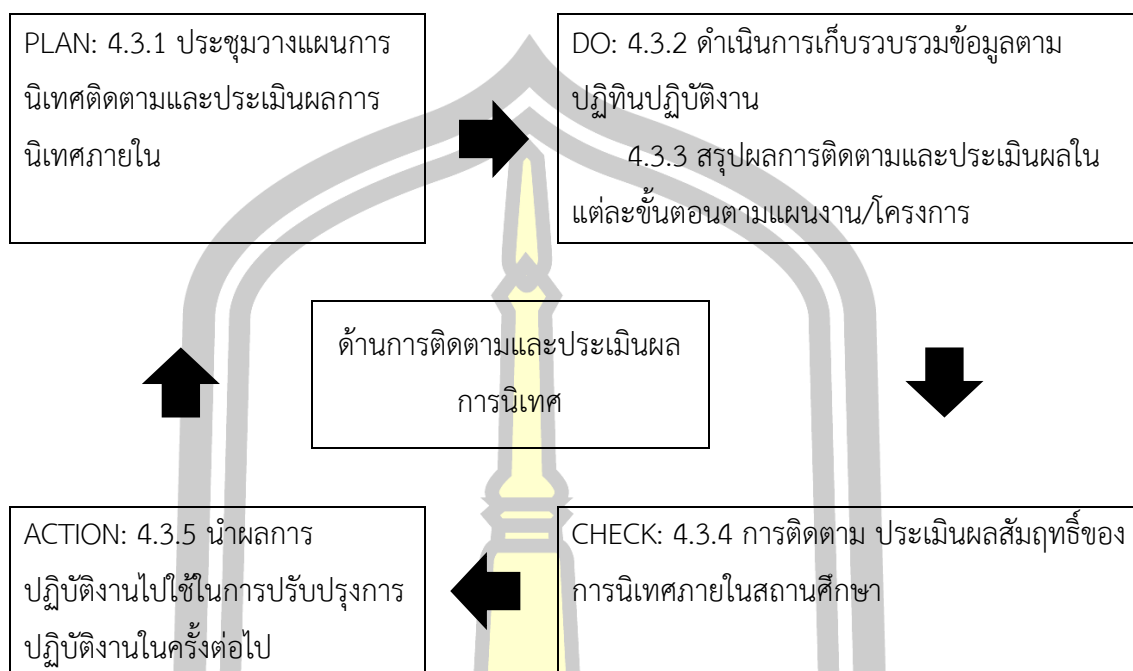 PLAN: 4.3.1 ประชุมวางแผนการ
นิเทศติดตามและประเมินผลการ
นิเทศภายใน
DO: 4.3.2 ดำเนินการเก็บรวบรวมข้อมูลตาม
ปฏิทินปฏิบัติงาน
4.3.3 สรุปผลการติดตามและประเมินผลใน
แต่ละขั้นตอนตามแผนงาน/โครงการ
ด้านการติดตามและประเมินผล
การนิเทศ
ACTION: 4.3.5 นำผลการ
ปฏิบัติงานไปใช้ในการปรับปรุงการ
ปฏิบัติงานในครั้งต่อไป
CHECK: 4.3.4 การติดตาม ประเมินผลสัมฤทธิ์ของ
การนิเทศภายในสถานศึกษา